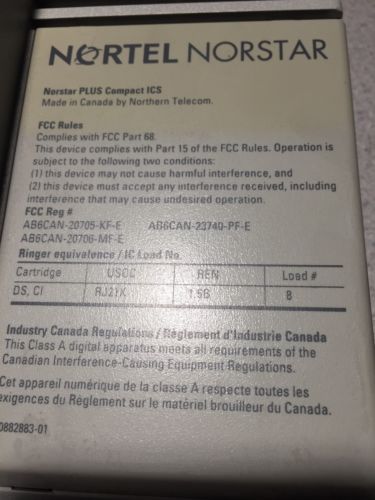 NORTEL NORSTAR
Norstar PLUS Compact ICS
Made in Canada by Northern Telecom.
FCC Rules
Complies with FCC Part 68.
This device complies with Part 15 of the FCC Rules. Operation is
subject to the following two conditions:
(1) this device may not cause harmful interference, and
(2) this device must accept any interference received, including
interference that may cause undesired operation.
FCC Reg #
AB6CAN-20705-KF-E AB6CAN-23740-PF-E
AB6CAN-20706-MF-E
Ringer equivalence / IC Load No.
Cartridge USOC REN Load #
DS, CI RJ21X 1.5B 8
Industry Canada Regulations / Règlement d'Industrie Canada
This Class A digital apparatus meets all requirements of the
Canadian Interference-Causing Equipment Regulations.
Cet appareil numérique de la classe A respecte toutes les
exigences du Règlement sur le matériel brouilleur du Canada.
0882883-01